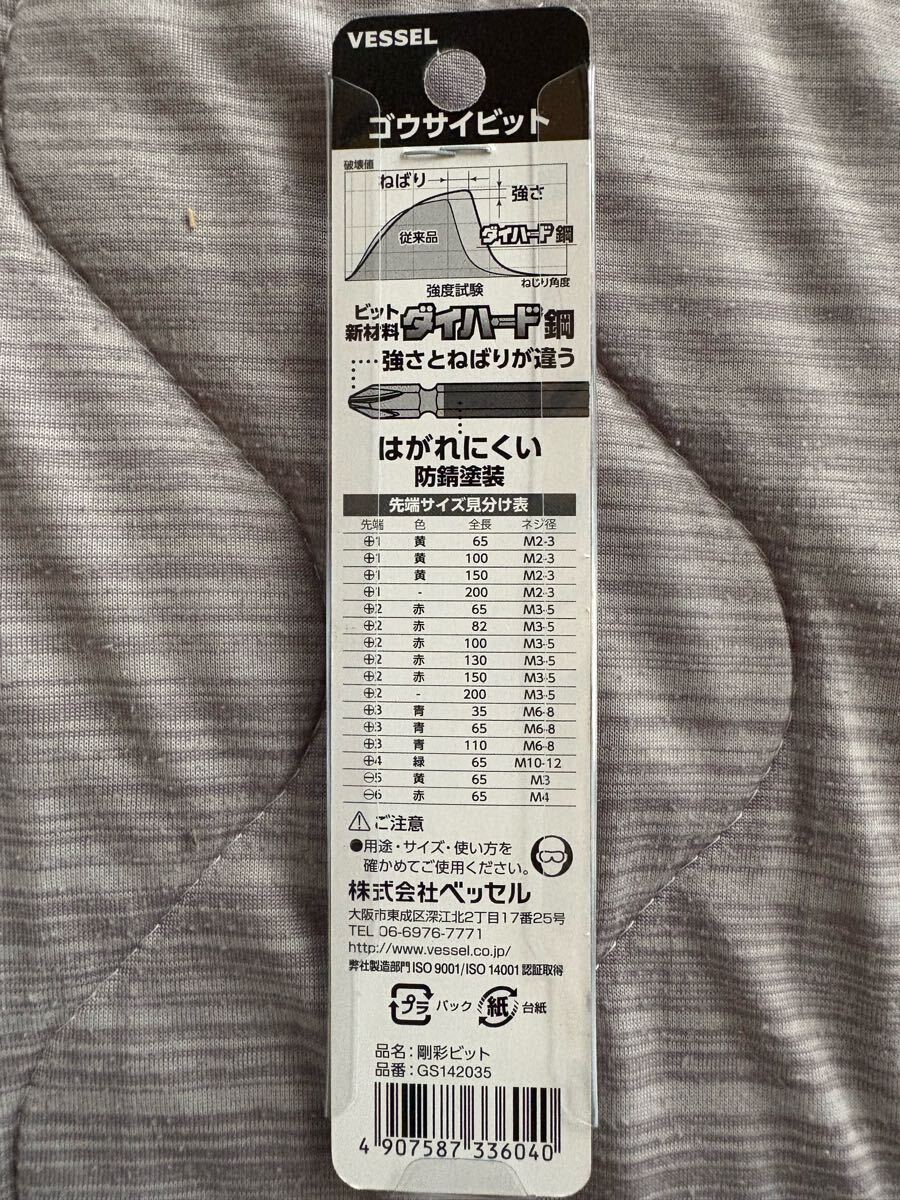 VESSEL
ゴウサイビット
破壊値
ねばり
強さ
従来品
ダイハード鋼
ねじり角度
強度試験
ビット
新材料
ダイハード鋼
強さとねばりが違う
はがれにくい
防錆塗装
先端サイズ見分け表
先端 色 全長 ネジ径
⊕1 黄 65 M2-3
⊕1 黄 100 M2-3
⊕1 黄 150 M2-3
⊕1 - 200 M2-3
⊕2 赤 65 M3-5
⊕2 赤 82 M3-5
⊕2 赤 100 M3-5
⊕2 赤 130 M3-5
⊕2 赤 150 M3-5
⊕2 - 200 M3-5
⊕3 青 35 M6-8
⊕3 青 65 M6-8
⊕3 青 110 M6-8
⊕4 緑 65 M10-12
⊖5 黄 65 M3
⊖6 赤 65 M4
⚠ご注意
●用途・サイズ・使い方を
確かめてご使用ください。
株式会社ベッセル
大阪市東成区深江北2丁目17番25号
TEL 06-6976-7771
http://www.vessel.co.jp/
弊社製造部門 ISO 9001/ISO 14001 認証取得
プラ パック 紙 台紙
品名：剛彩ビット
品番：GS142035
4 907587 336040